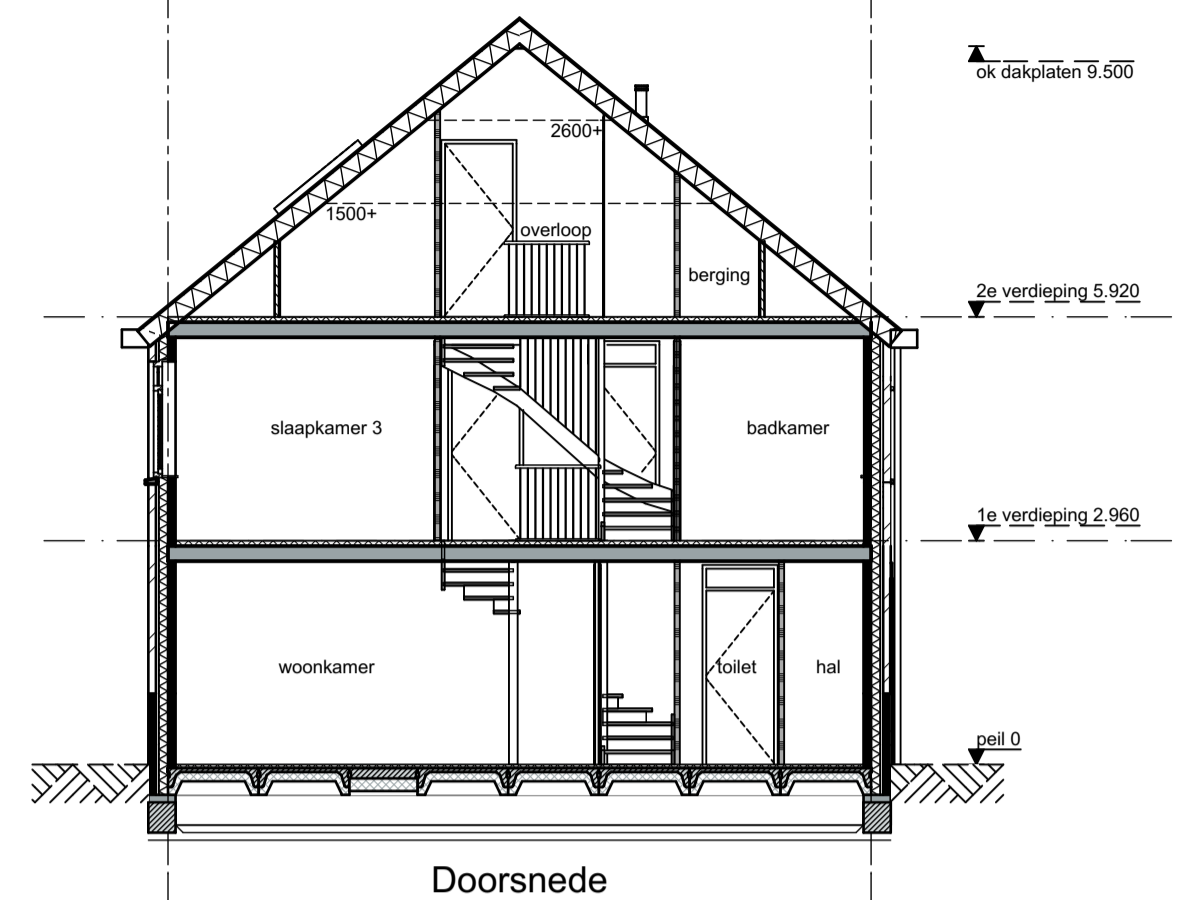 ok dakplaten 9.500
2600+
1500+
overloop
berging
2e verdieping 5.920
slaapkamer 3
badkamer
1e verdieping 2.960
woonkamer
toilet
hal
peil 0
Doorsnede